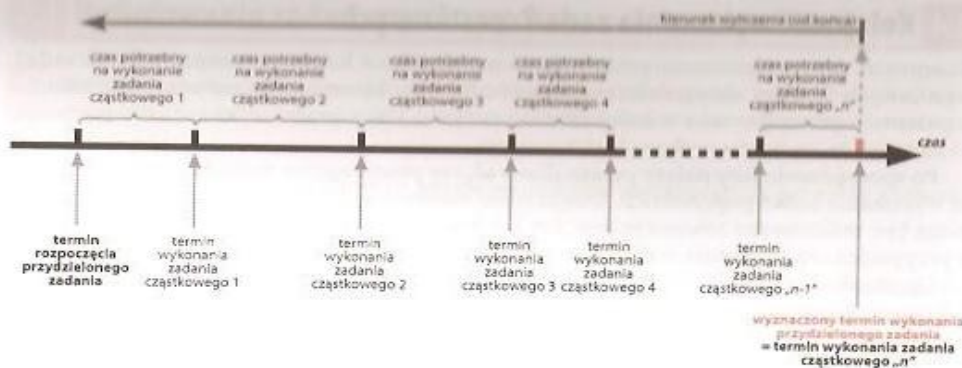 kierunek wyliczenia (od końca)
czas potrzebny
na wykonanie
zadania
cząstkowego 1
czas potrzebny
na wykonanie
zadania
cząstkowego 2
czas potrzebny
na wykonanie
zadania
cząstkowego 3
czas potrzebny
na wykonanie
zadania
cząstkowego 4
czas potrzebny
na wykonanie
zadania
cząstkowego „n”
czas
termin
rozpoczęcia
przydzielonego
zadania
termin
wykonania
zadania
cząstkowego 1
termin
wykonania
zadania
cząstkowego 2
termin
wykonania
zadania
cząstkowego 3
termin
wykonania
zadania
cząstkowego 4
termin
wykonania
zadania
cząstkowego „n-1”
wyznaczony termin wykonania
przydzielonego zadania
= termin wykonania zadania
cząstkowego „n”